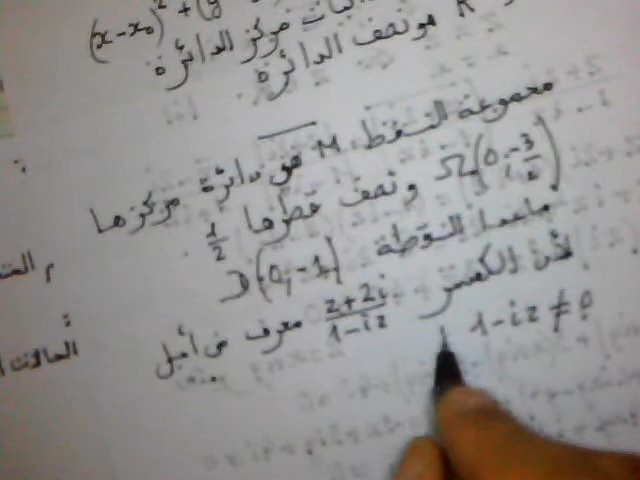 (x-x₀)² + (y
مركز الدائرة
R هو نصف الدائرة
مجموعة النقط M هو دائرة مركزها
Ω(0; -3/2) ونصف قطرها 1/2
ماعدا النقطة D(0; -1)
لأن الكسر z+2i/1-iz معرف من أجل
1-iz ≠ 0
الحالات